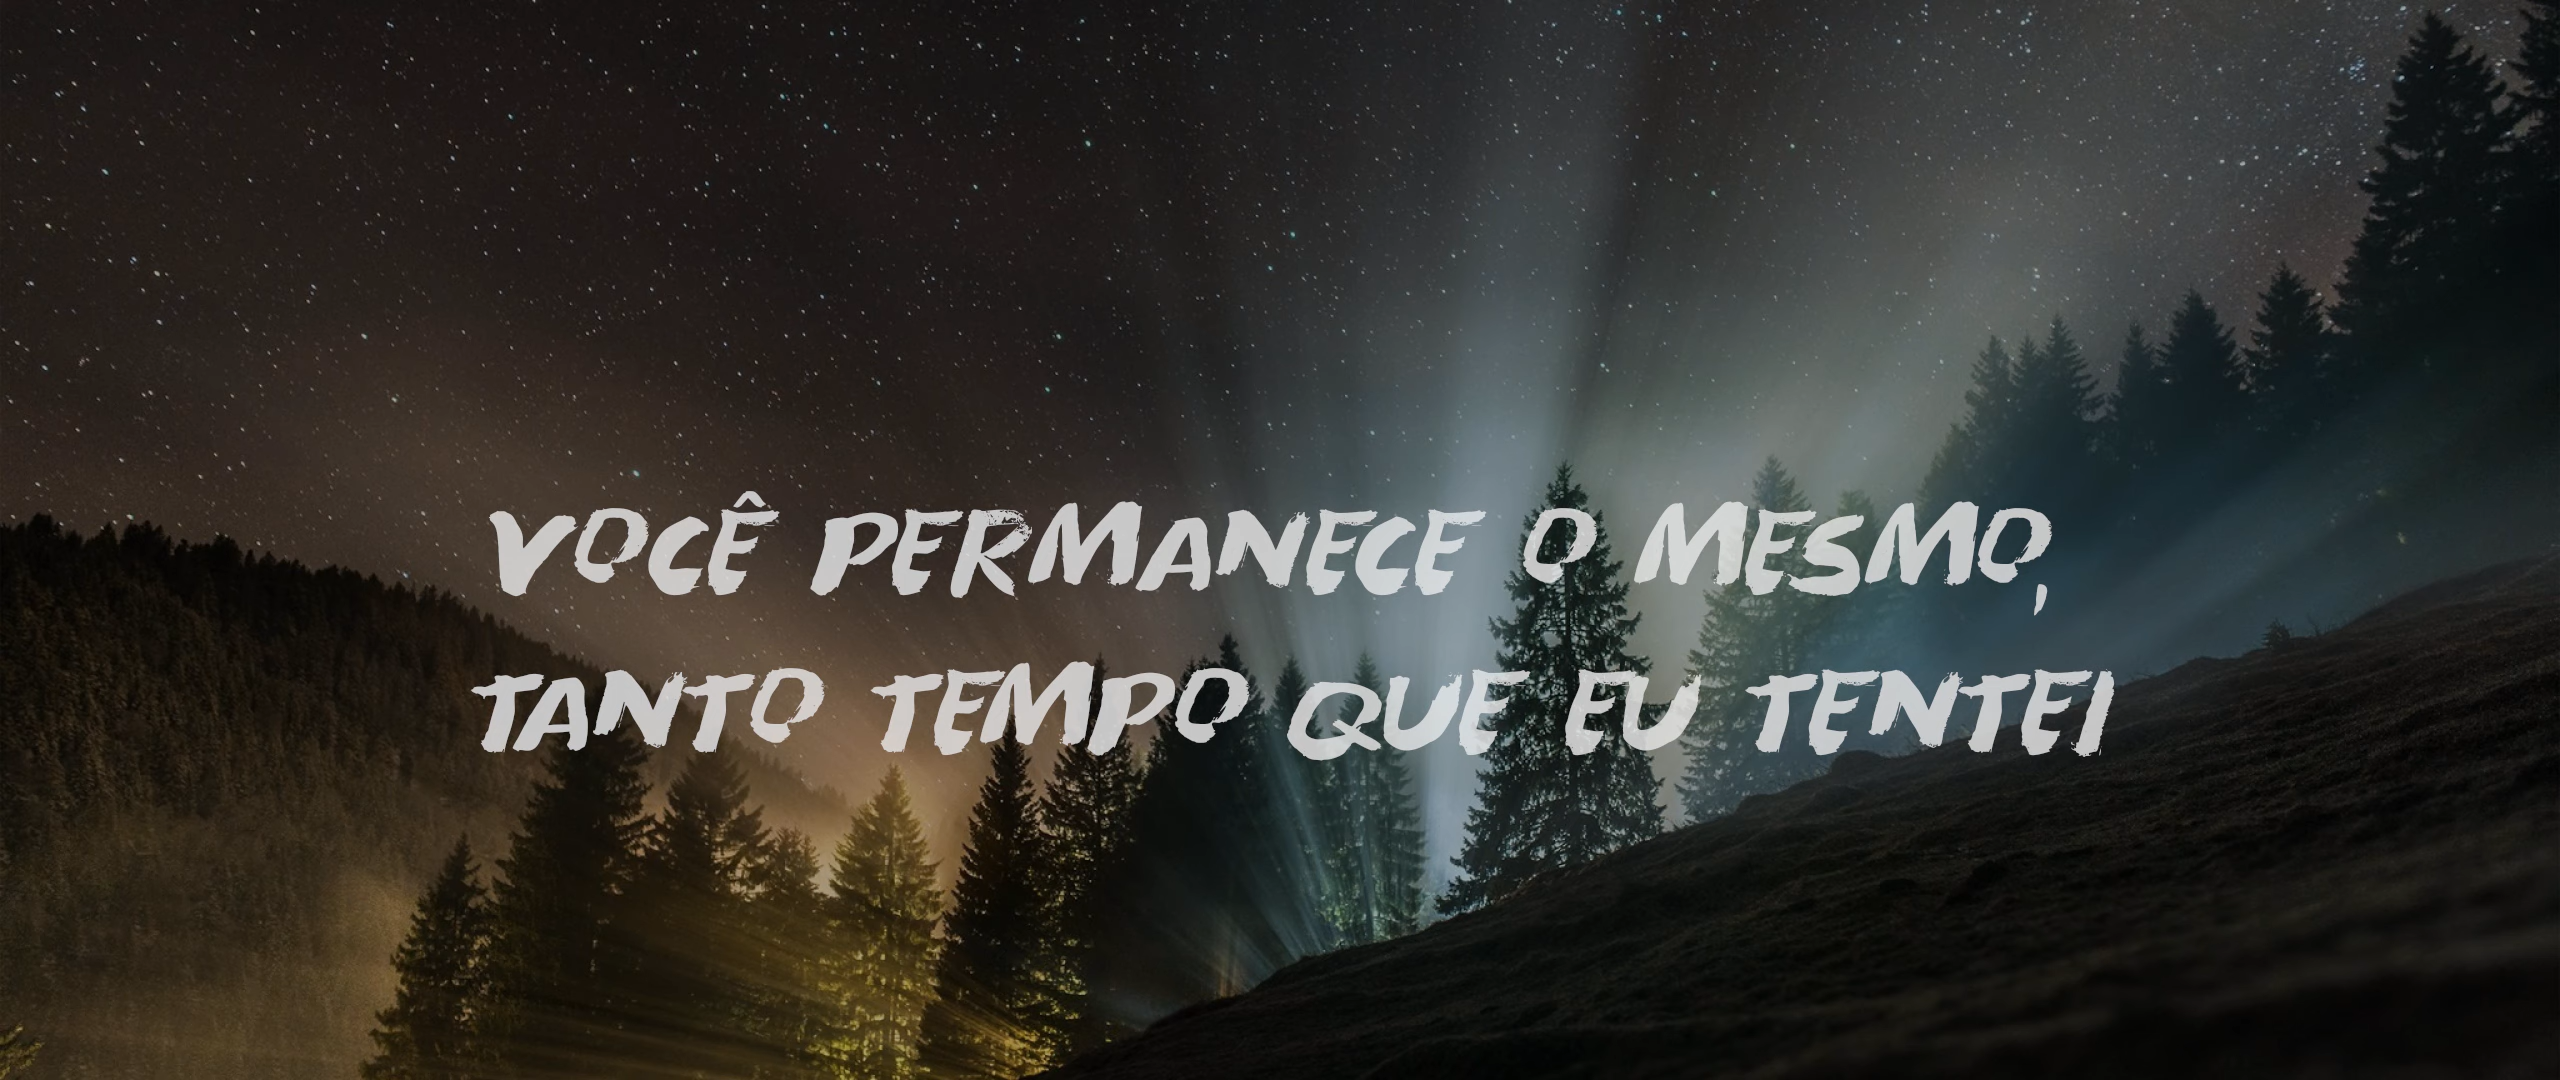 VOCÊ PERMANECE O MESMO,
TANTO TEMPO QUE EU TENTEI